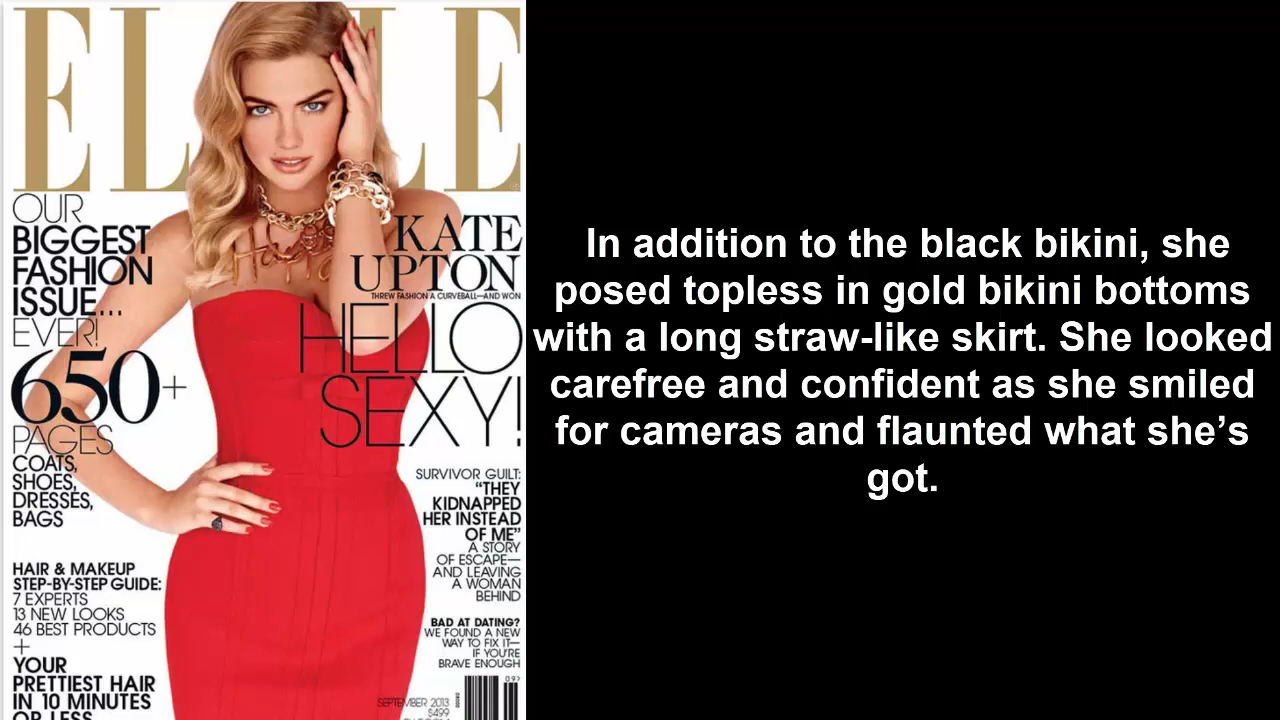 ELLE
OUR
BIGGEST
FASHION
ISSUE...
EVER!
650+
PAGES
COATS,
SHOES,
DRESSES,
BAGS
HAIR & MAKEUP
STEP-BY-STEP GUIDE:
7 EXPERTS
13 NEW LOOKS
46 BEST PRODUCTS
+
YOUR
PRETTIEST HAIR
IN 10 MINUTES
OR LESS
KATE
UPTON
THREW FASHION A CURVEBALL—AND WON
HELLO
SEXY!
SURVIVOR GUILT:
“THEY
KIDNAPPED
HER INSTEAD
OF ME”
A STORY
OF ESCAPE—
AND LEAVING
A WOMAN
BEHIND
BAD AT DATING?
WE FOUND A NEW
WAY TO FIX IT—
IF YOU'RE
BRAVE ENOUGH
09>
SEPTEMBER 2013
$499
In addition to the black bikini, she
posed topless in gold bikini bottoms
with a long straw-like skirt. She looked
carefree and confident as she smiled
for cameras and flaunted what she’s
got.